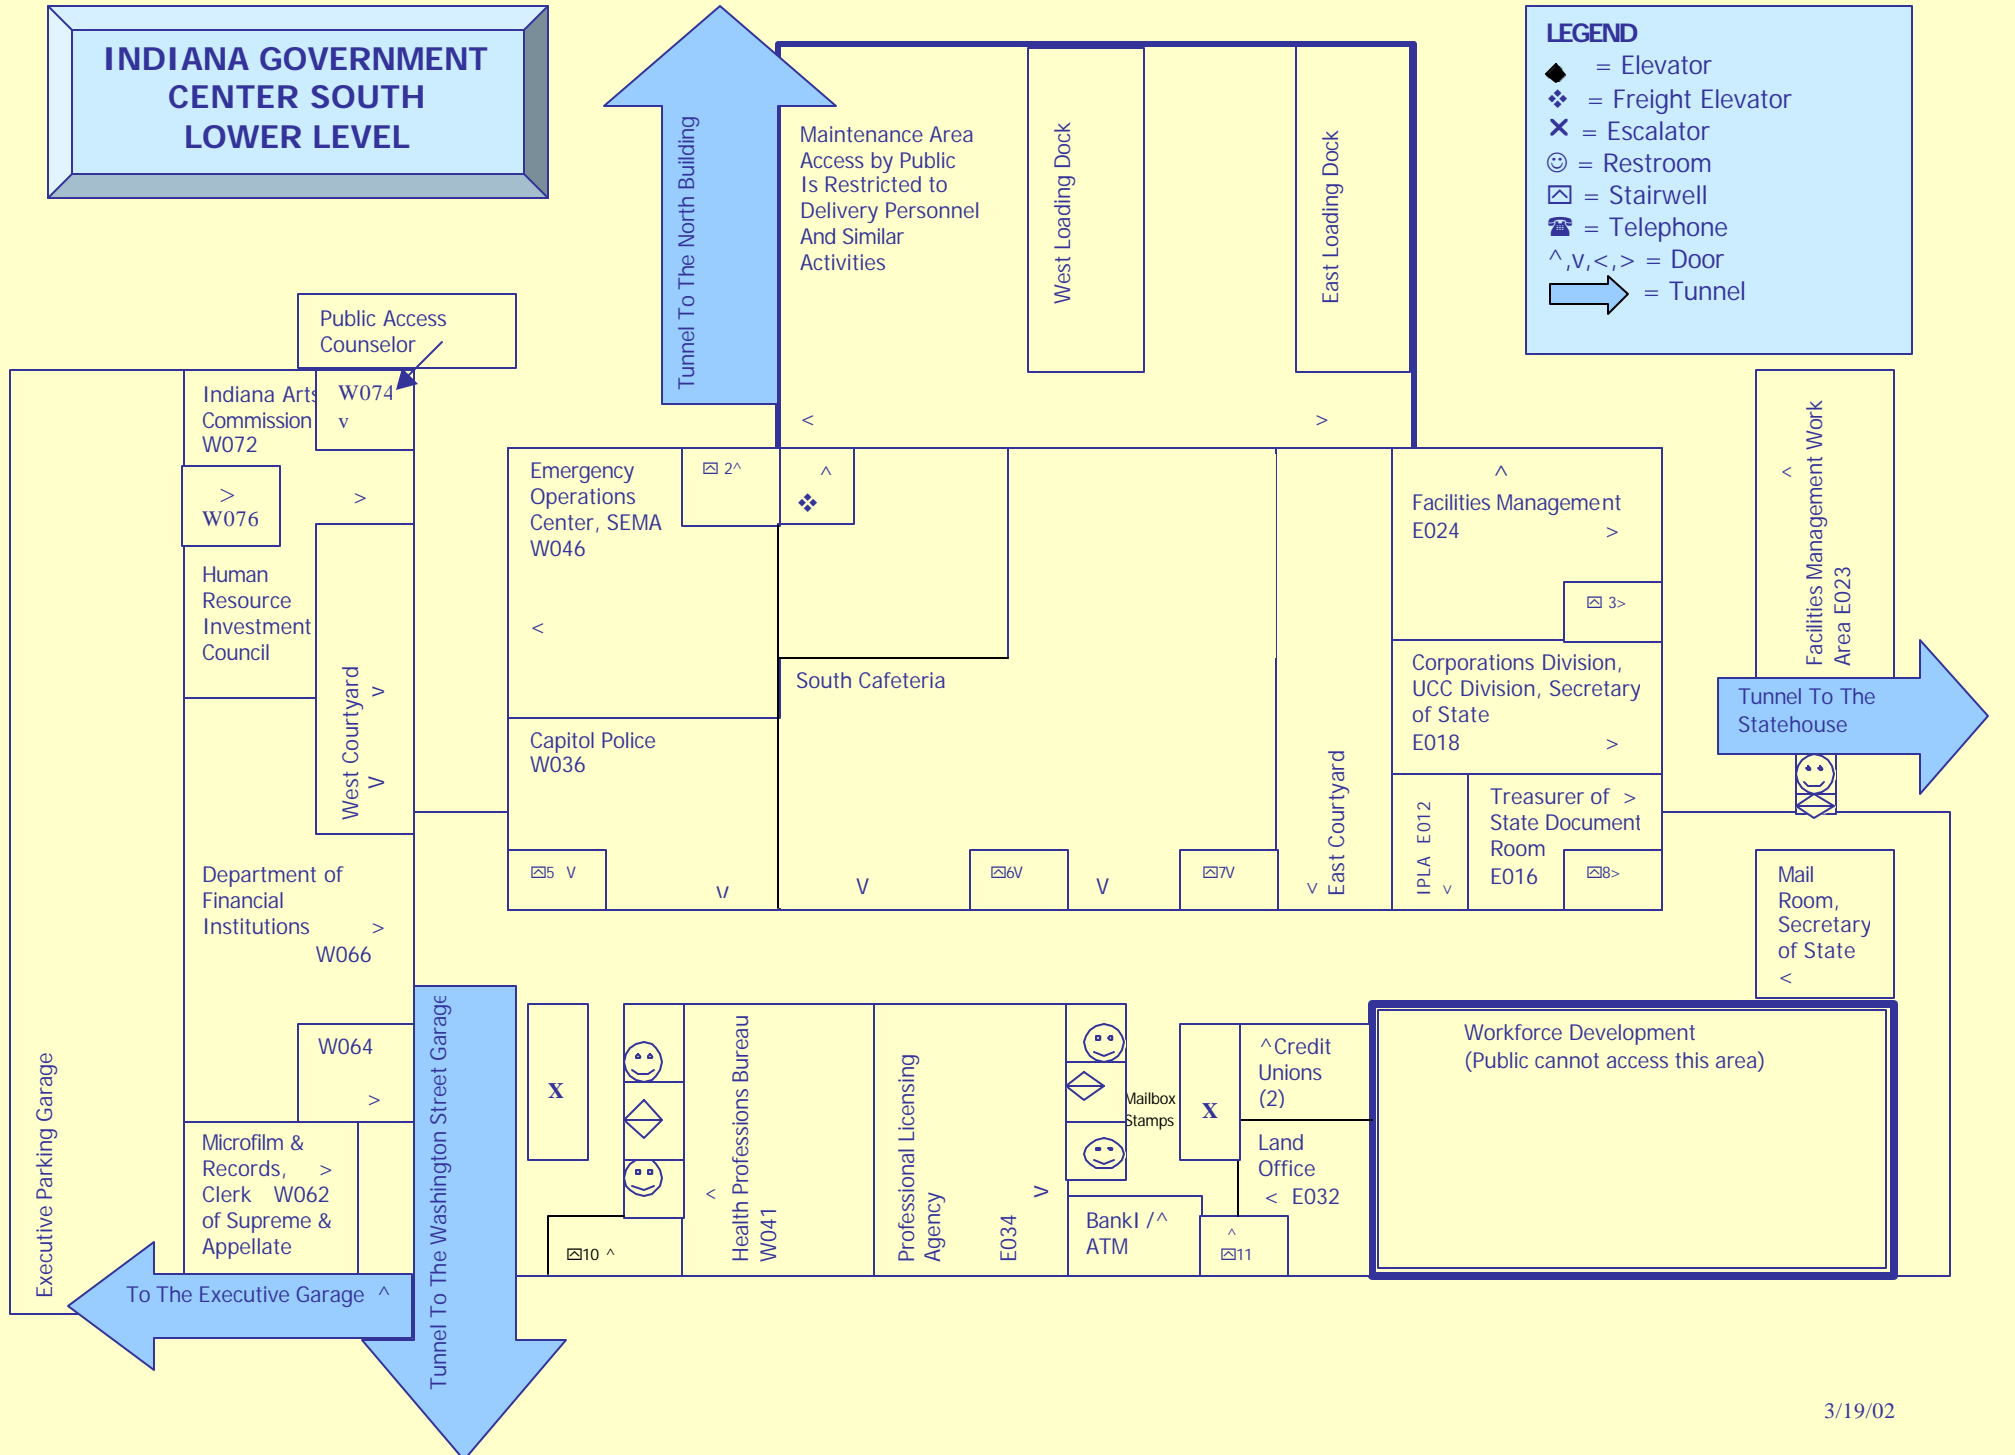 INDIANA GOVERNMENT
CENTER SOUTH
LOWER LEVEL
LEGEND
= Elevator
= Freight Elevator
= Escalator
= Restroom
= Stairwell
= Telephone
^,v,<,> = Door
= Tunnel
Tunnel To The North Building
Maintenance Area
Access by Public
Is Restricted to
Delivery Personnel
And Similar
Activities
West Loading Dock
East Loading Dock
<
>
Public Access
Counselor
Indiana Arts
Commission
W072
W074
v
>
W076
>
Human
Resource
Investment
Council
West Courtyard
v
V
Emergency
Operations
Center, SEMA
W046
<
2^
^
South Cafeteria
Capitol Police
W036
5 V
V
V
6V
V
7V
East Courtyard
<
^
Facilities Management
E024 >
3>
Corporations Division,
UCC Division, Secretary
of State
E018 >
IPLA E012
<
Treasurer of >
State Document
Room
E016
8>
Facilities Management Work
Area E023
<
Tunnel To The
Statehouse
Mail
Room,
Secretary
of State
<
Department of
Financial
Institutions >
W066
W064
>
Microfilm &
Records, >
Clerk W062
of Supreme &
Appellate
Executive Parking Garage
To The Executive Garage ^
Tunnel To The Washington Street Garage
X
10 ^
Health Professions Bureau
W041
<
Professional Licensing
Agency E034
>
Mailbox
Stamps
X
BankI /^
ATM
^
11
^Credit
Unions
(2)
Land
Office
< E032
Workforce Development
(Public cannot access this area)
3/19/02